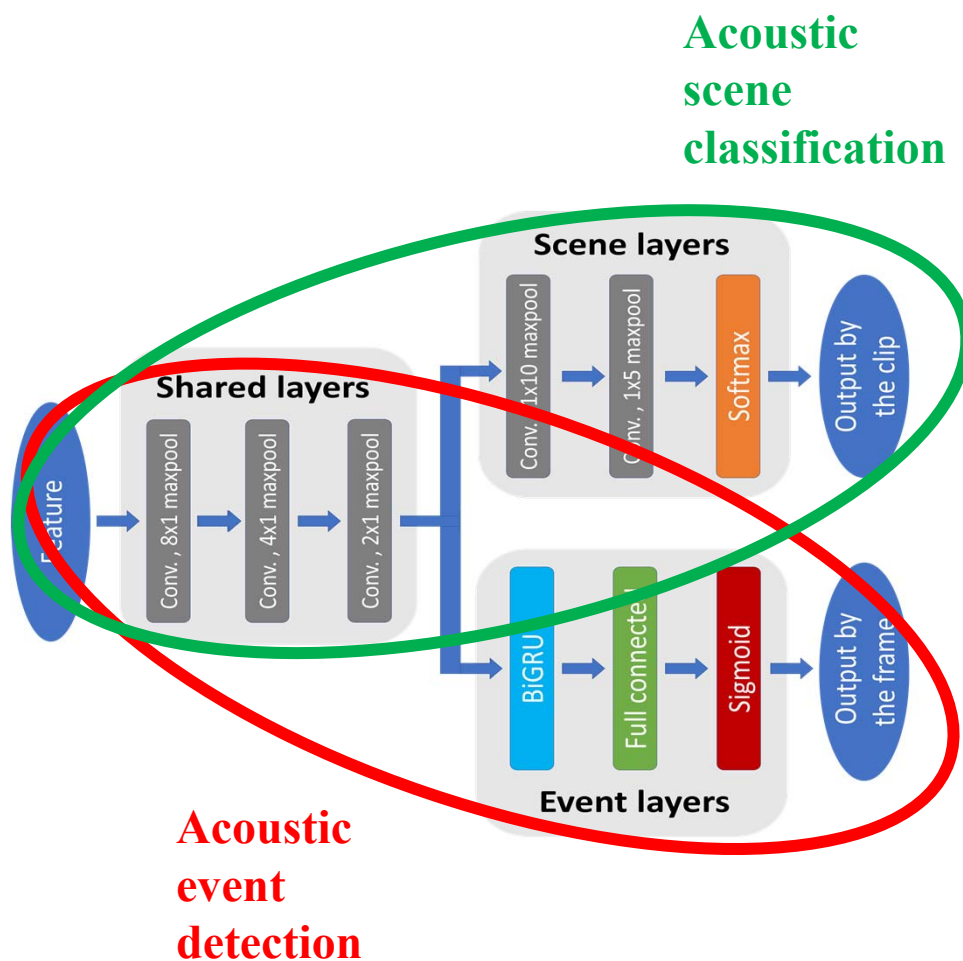 Acoustic
scene
classification
Scene layers
Conv., 1x10 maxpool
Conv., 1x5 maxpool
Softmax
Output by
the clip
Shared layers
Feature
Conv., 8x1 maxpool
Conv., 4x1 maxpool
Conv., 2x1 maxpool
BiGRU
Full connected
Sigmoid
Output by
the frame
Event layers
Acoustic
event
detection